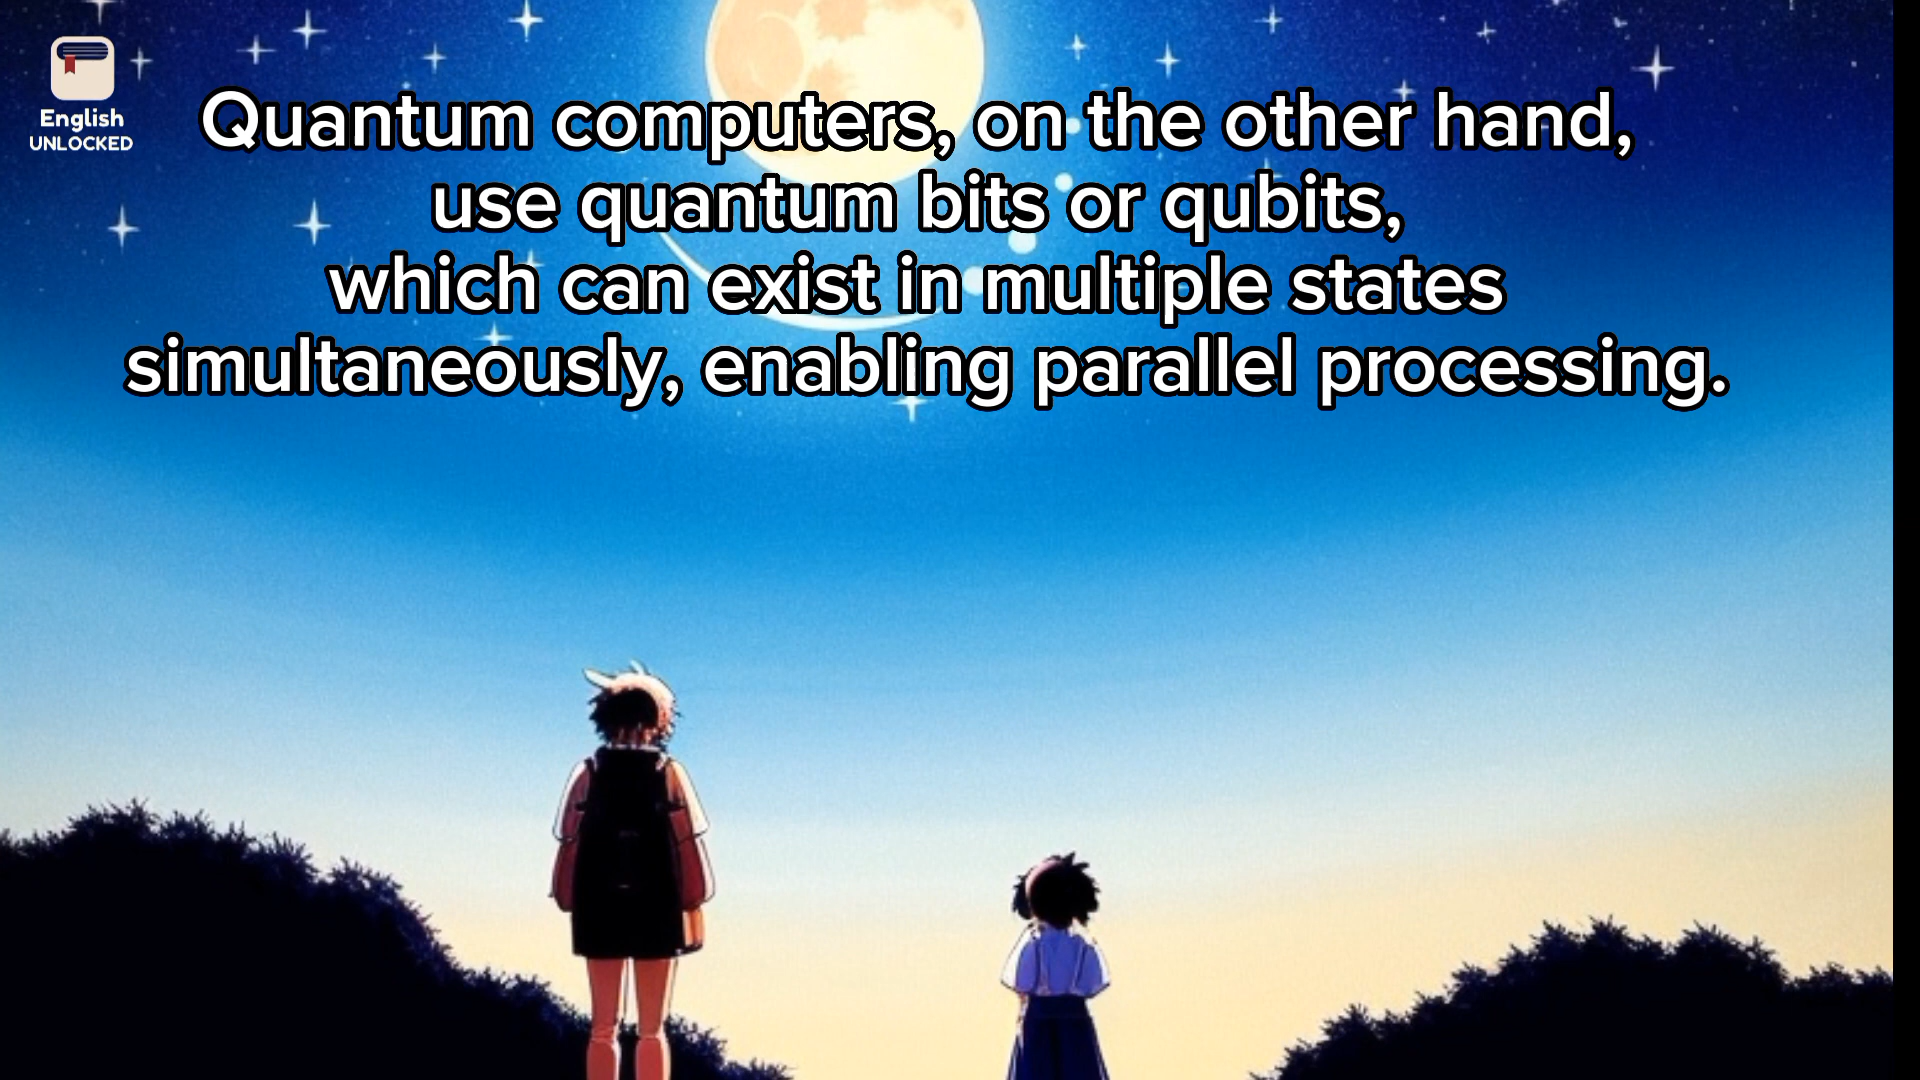 English
UNLOCKED
Quantum computers, on the other hand,
use quantum bits or qubits,
which can exist in multiple states
simultaneously, enabling parallel processing.